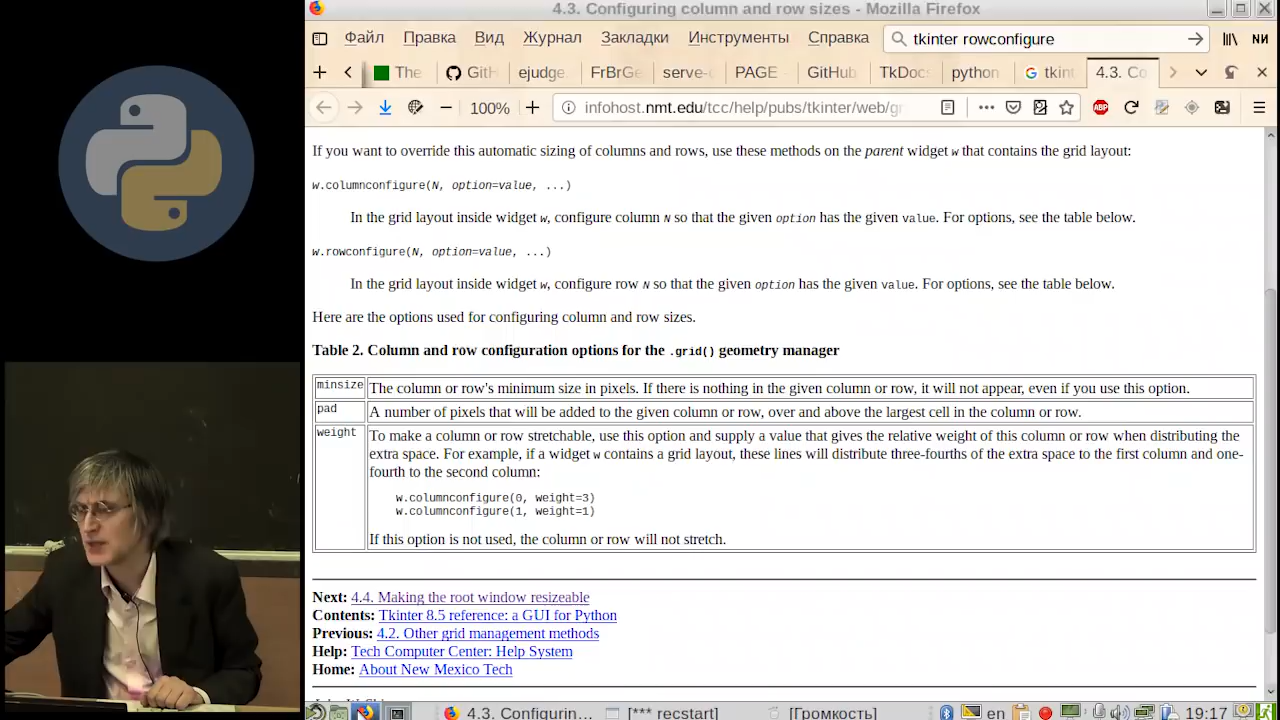 4.3. Configuring column and row sizes - Mozilla Firefox
Файл Правка Вид Журнал Закладки Инструменты Справка tkinter rowconfigure
The GitH ejudge. FrBrGe serve- PAGE GitHub TkDocs python tkint 4.3. Co
100% infohost.nmt.edu/tcc/help/pubs/tkinter/web/gr ABP
If you want to override this automatic sizing of columns and rows, use these methods on the parent widget w that contains the grid layout:
w.columnconfigure(N, option=value, ...)
In the grid layout inside widget w, configure column N so that the given option has the given value. For options, see the table below.
w.rowconfigure(N, option=value, ...)
In the grid layout inside widget w, configure row N so that the given option has the given value. For options, see the table below.
Here are the options used for configuring column and row sizes.
Table 2. Column and row configuration options for the .grid() geometry manager
minsize The column or row's minimum size in pixels. If there is nothing in the given column or row, it will not appear, even if you use this option.
pad A number of pixels that will be added to the given column or row, over and above the largest cell in the column or row.
weight To make a column or row stretchable, use this option and supply a value that gives the relative weight of this column or row when distributing the
extra space. For example, if a widget w contains a grid layout, these lines will distribute three-fourths of the extra space to the first column and one-
fourth to the second column:
w.columnconfigure(0, weight=3)
w.columnconfigure(1, weight=1)
If this option is not used, the column or row will not stretch.
Next: 4.4. Making the root window resizeable
Contents: Tkinter 8.5 reference: a GUI for Python
Previous: 4.2. Other grid management methods
Help: Tech Computer Center: Help System
Home: About New Mexico Tech
4.3. Configurin... [*** recstart] [Громкость] en 19:17